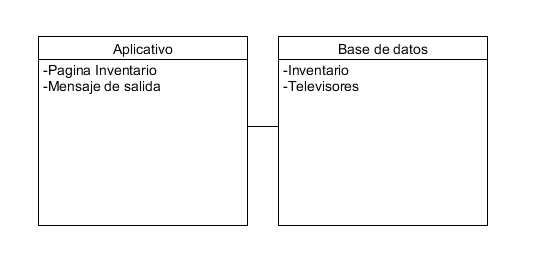 Aplicativo
-Pagina Inventario
-Mensaje de salida
Base de datos
-Inventario
-Televisores